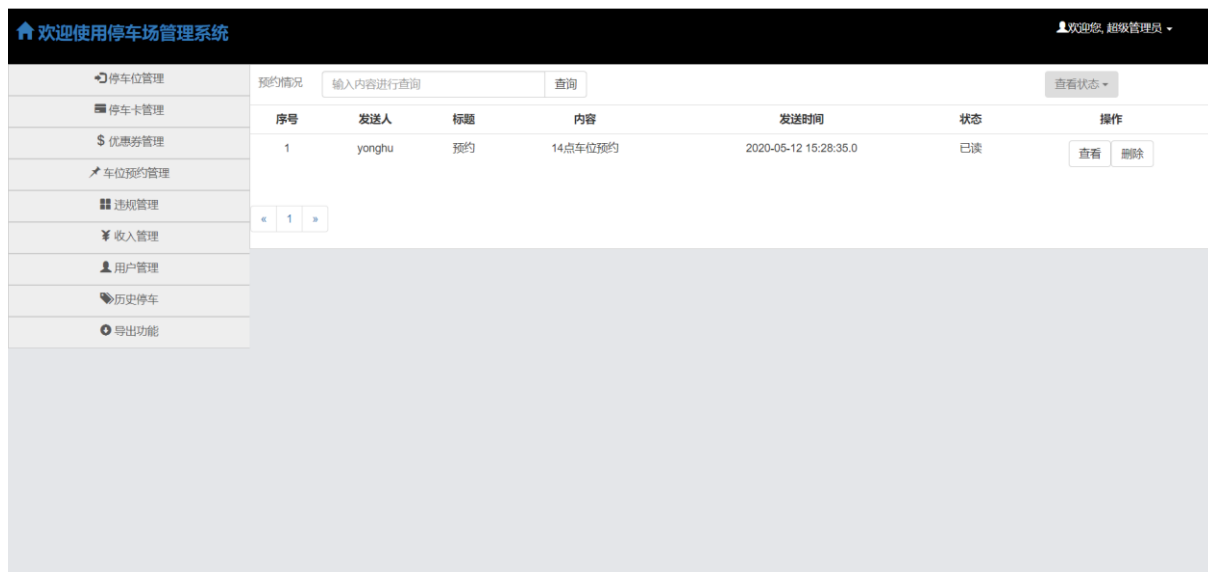 欢迎使用停车场管理系统
欢迎您, 超级管理员
停车位管理
停车卡管理
优惠券管理
车位预约管理
违规管理
收入管理
用户管理
历史停车
导出功能
预约情况 输入内容进行查询 查询 查看状态
序号 发送人 标题 内容 发送时间 状态 操作
1 yonghu 预约 14点车位预约 2020-05-12 15:28:35.0 已读 查看 删除
« 1 »